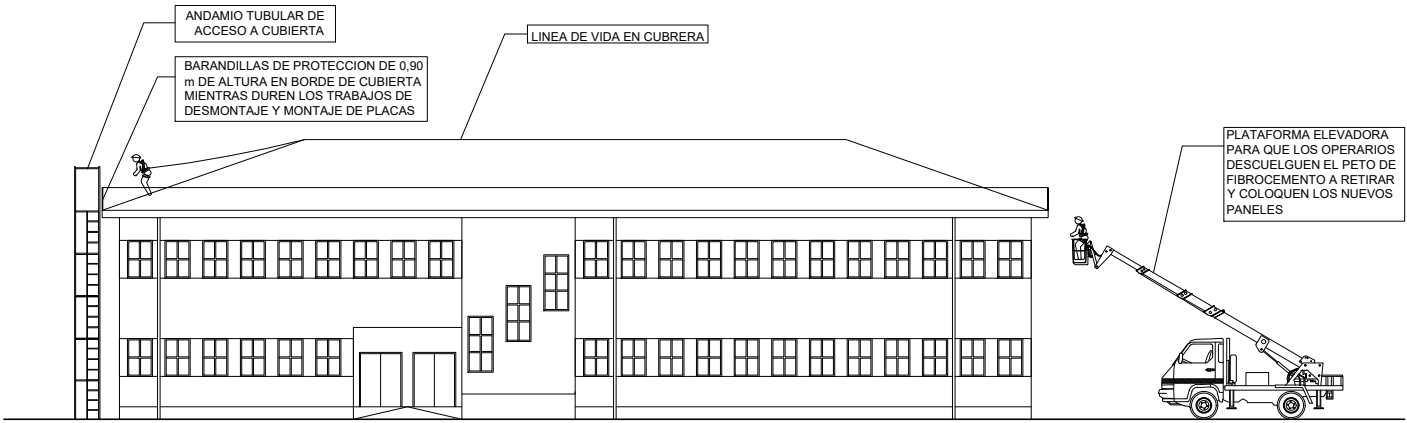 ANDAMIO TUBULAR DE
ACCESO A CUBIERTA
LINEA DE VIDA EN CUBRERA
BARANDILLAS DE PROTECCION DE 0,90
m DE ALTURA EN BORDE DE CUBIERTA
MIENTRAS DUREN LOS TRABAJOS DE
DESMONTAJE Y MONTAJE DE PLACAS
PLATAFORMA ELEVADORA
PARA QUE LOS OPERARIOS
DESCUELGUEN EL PETO DE
FIBROCEMENTO A RETIRAR
Y COLOQUEN LOS NUEVOS
PANELES